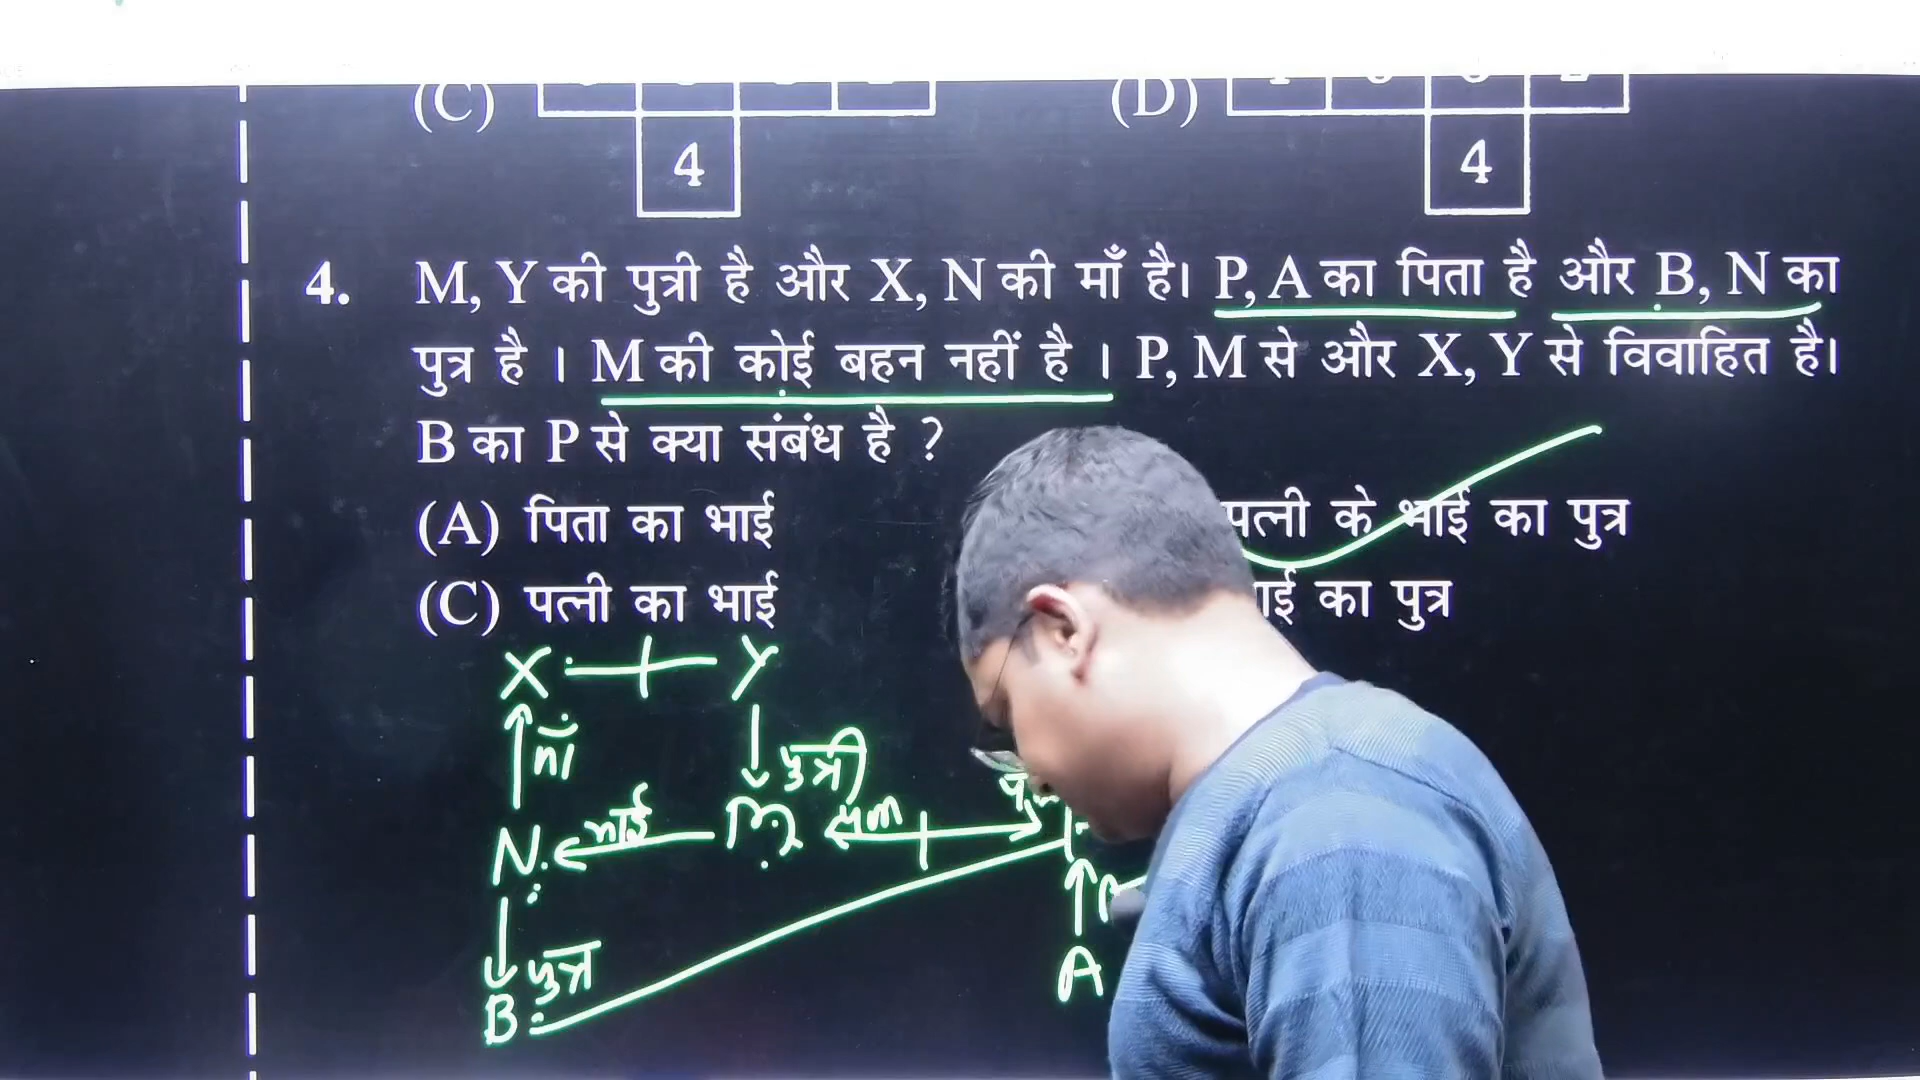 (C) (D)
4 4
4. M, Y की पुत्री है और X, N की माँ है। P, A का पिता है और B, N का
पुत्र है । M की कोई बहन नहीं है । P, M से और X, Y से विवाहित है।
B का P से क्या संबंध है ?
(A) पिता का भाई पत्नी के भाई का पुत्र
(C) पत्नी का भाई का पुत्र
X Y
माँ पुत्री
N भाई M
पुत्र A
B